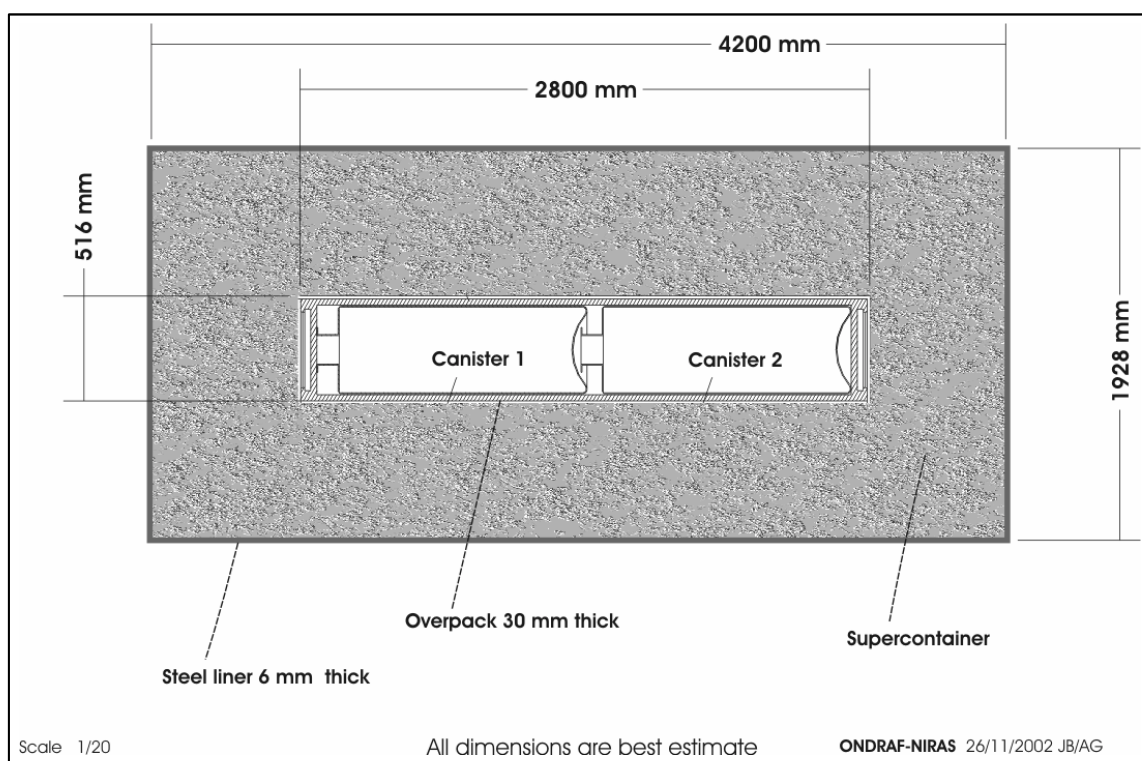 4200 mm
2800 mm
516 mm
1928 mm
Canister 1
Canister 2
Overpack 30 mm thick
Supercontainer
Steel liner 6 mm thick
Scale 1/20
All dimensions are best estimate
ONDRAF-NIRAS 26/11/2002 JB/AG